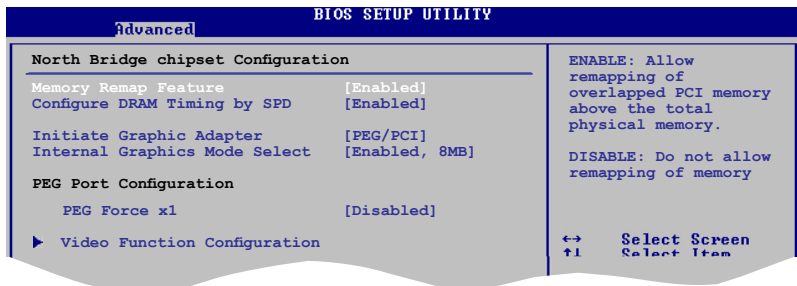 BIOS SETUP UTILITY
Advanced
North Bridge chipset Configuration
Memory Remap Feature [Enabled]
Configure DRAM Timing by SPD [Enabled]
Initiate Graphic Adapter [PEG/PCI]
Internal Graphics Mode Select [Enabled, 8MB]
PEG Port Configuration
PEG Force x1 [Disabled]
Video Function Configuration
ENABLE: Allow
remapping of
overlapped PCI memory
above the total
physical memory.
DISABLE: Do not allow
remapping of memory
←→ Select Screen
↑↓ Select Item